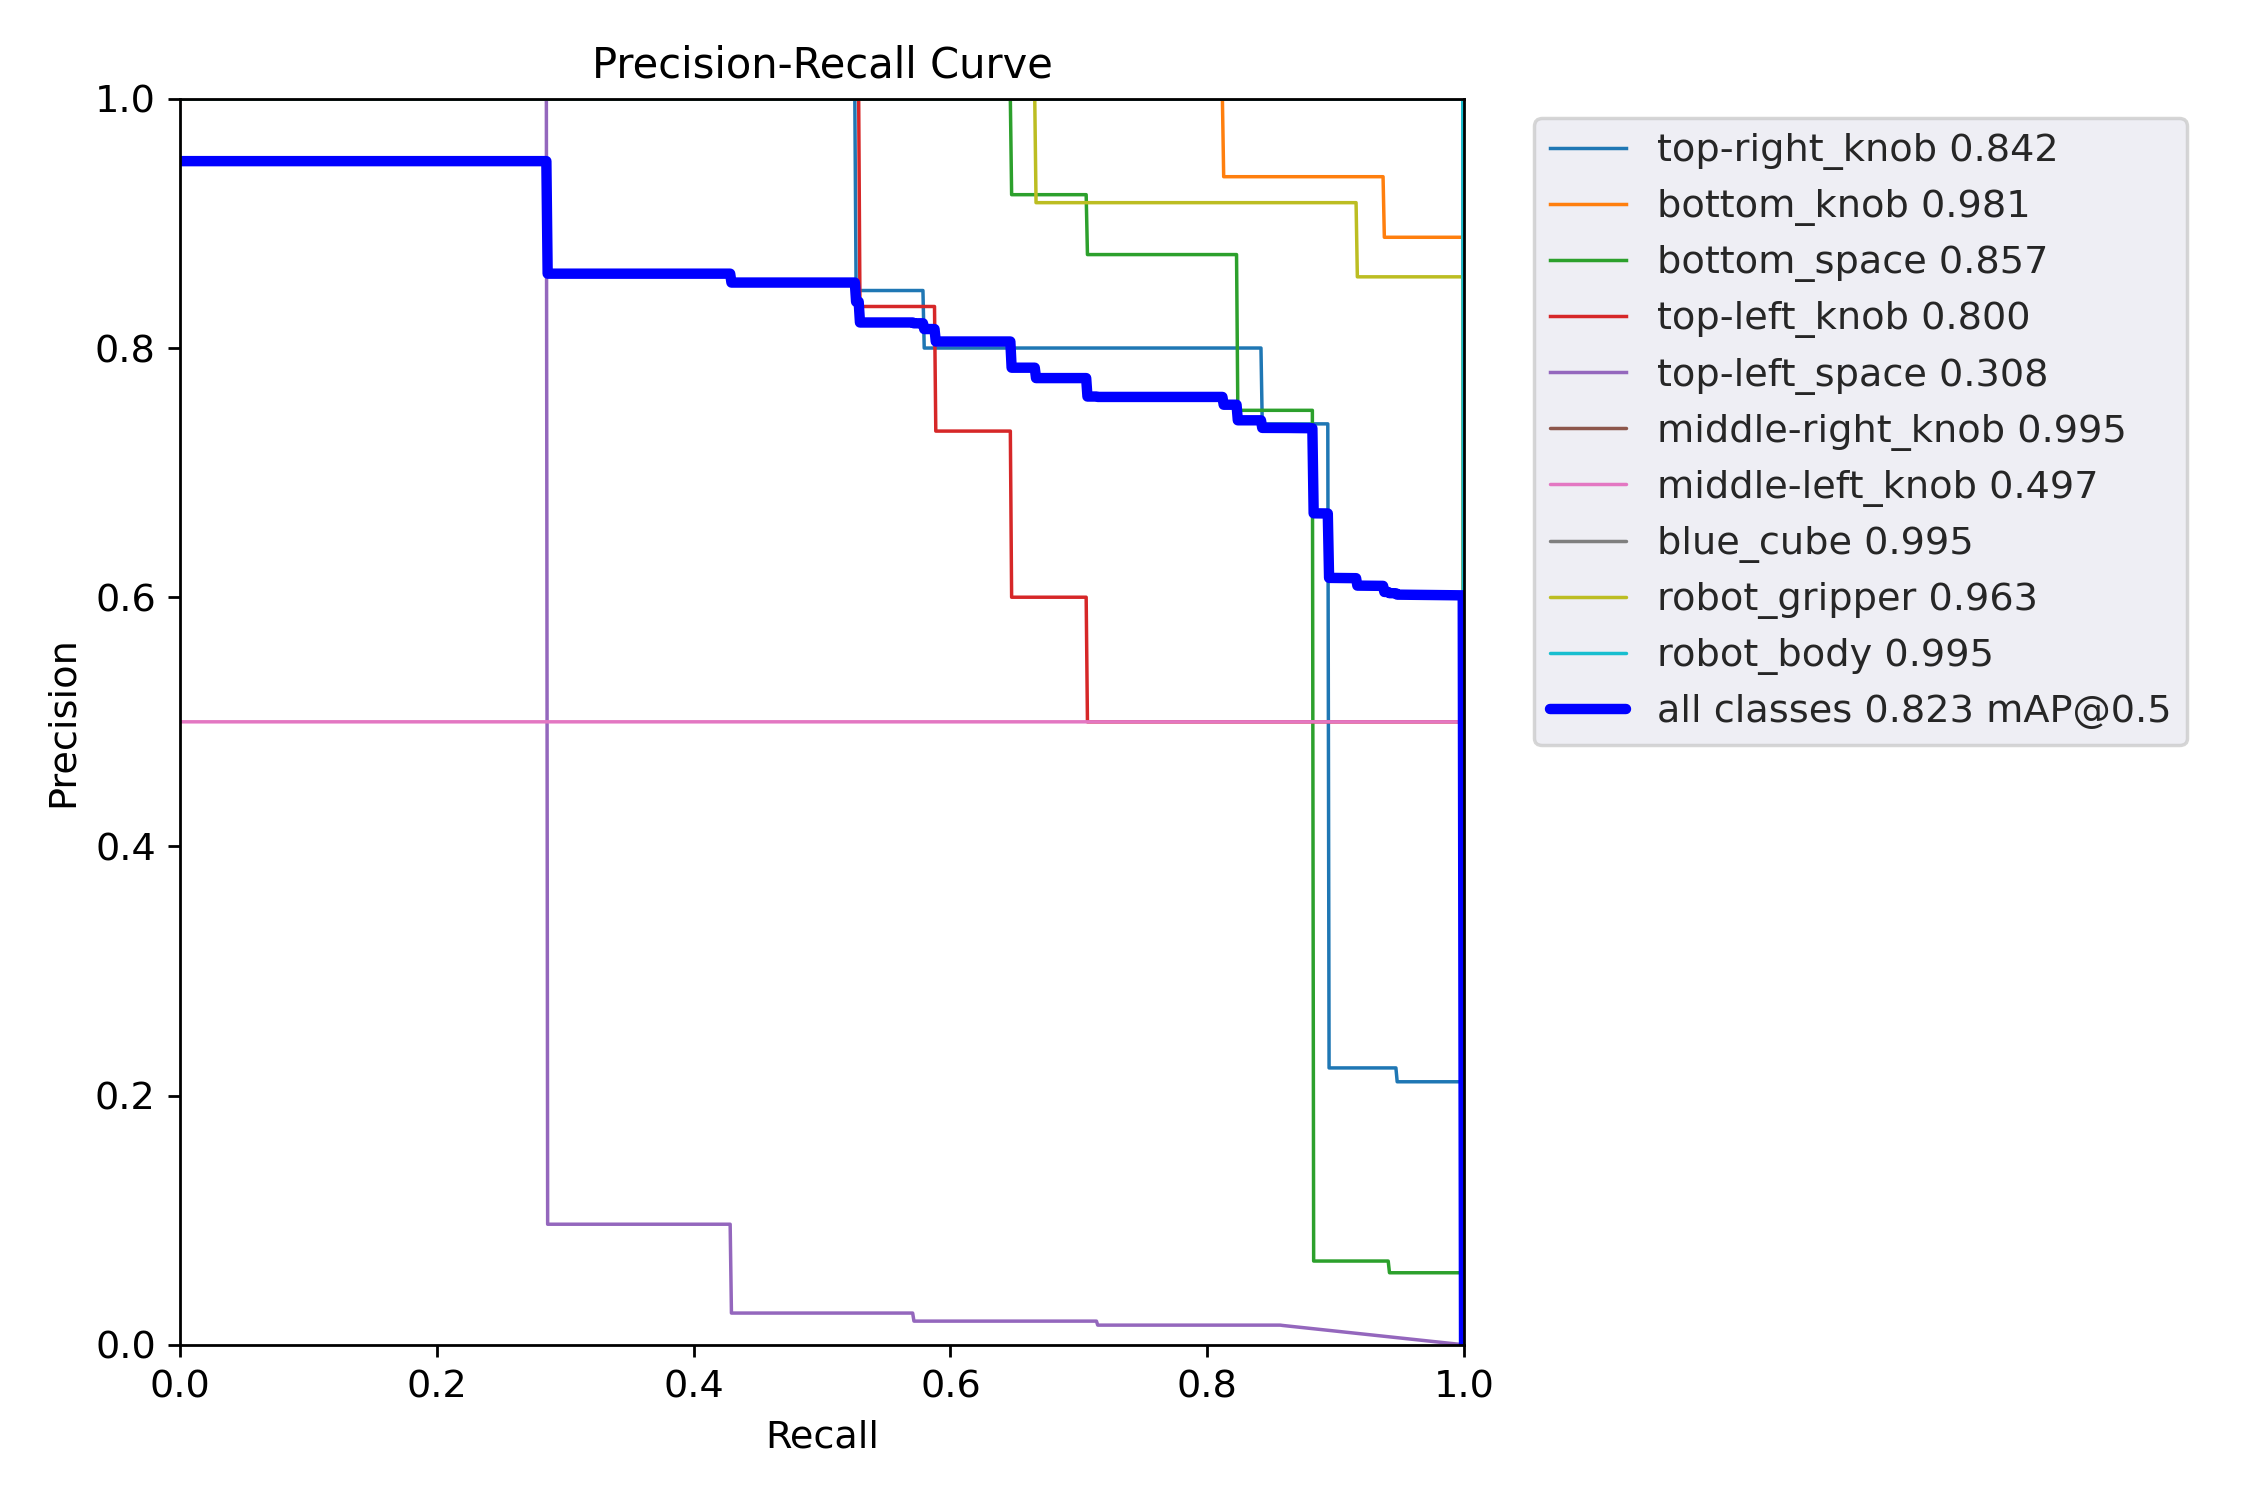 Precision-Recall Curve
1.0
0.8
0.6
0.4
0.2
0.0
Precision
0.0 0.2 0.4 0.6 0.8 1.0
Recall
top-right_knob 0.842
bottom_knob 0.981
bottom_space 0.857
top-left_knob 0.800
top-left_space 0.308
middle-right_knob 0.995
middle-left_knob 0.497
blue_cube 0.995
robot_gripper 0.963
robot_body 0.995
all classes 0.823 mAP@0.5